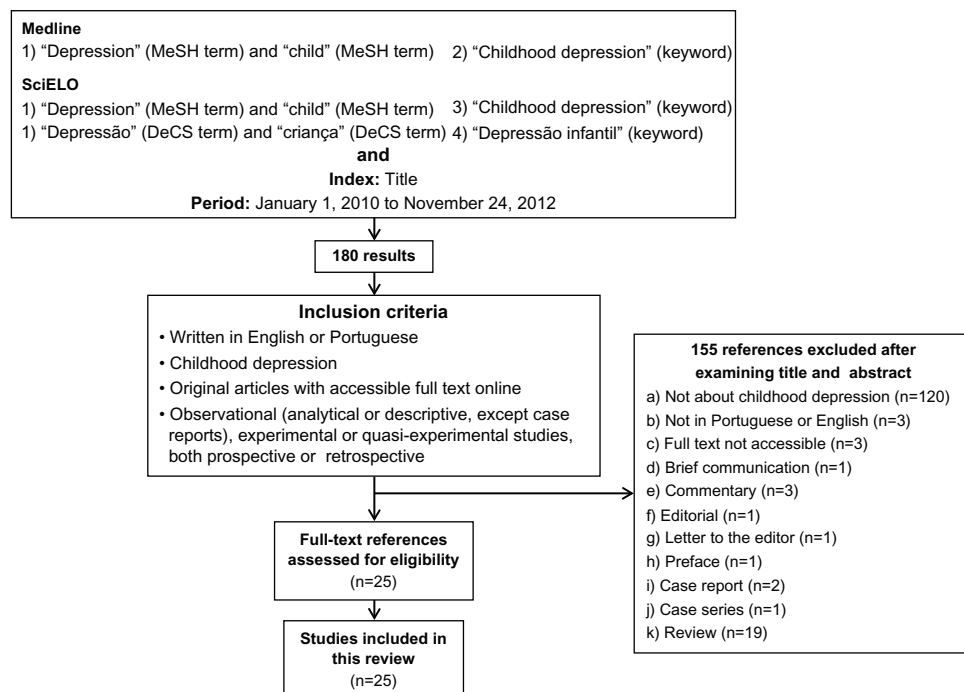 Medline
1) “Depression” (MeSH term) and “child” (MeSH term) 2) “Childhood depression” (keyword)
SciELO
1) “Depression” (MeSH term) and “child” (MeSH term) 3) “Childhood depression” (keyword)
1) “Depressão” (DeCS term) and “criança” (DeCS term) 4) “Depressão infantil” (keyword)
and
Index: Title
Period: January 1, 2010 to November 24, 2012
180 results
Inclusion criteria
• Written in English or Portuguese
• Childhood depression
• Original articles with accessible full text online
• Observational (analytical or descriptive, except case
reports), experimental or quasi-experimental studies,
both prospective or retrospective
155 references excluded after
examining title and abstract
a) Not about childhood depression (n=120)
b) Not in Portuguese or English (n=3)
c) Full text not accessible (n=3)
d) Brief communication (n=1)
e) Commentary (n=3)
f) Editorial (n=1)
g) Letter to the editor (n=1)
h) Preface (n=1)
i) Case report (n=2)
j) Case series (n=1)
k) Review (n=19)
Full-text references
assessed for eligibility
(n=25)
Studies included in
this review
(n=25)